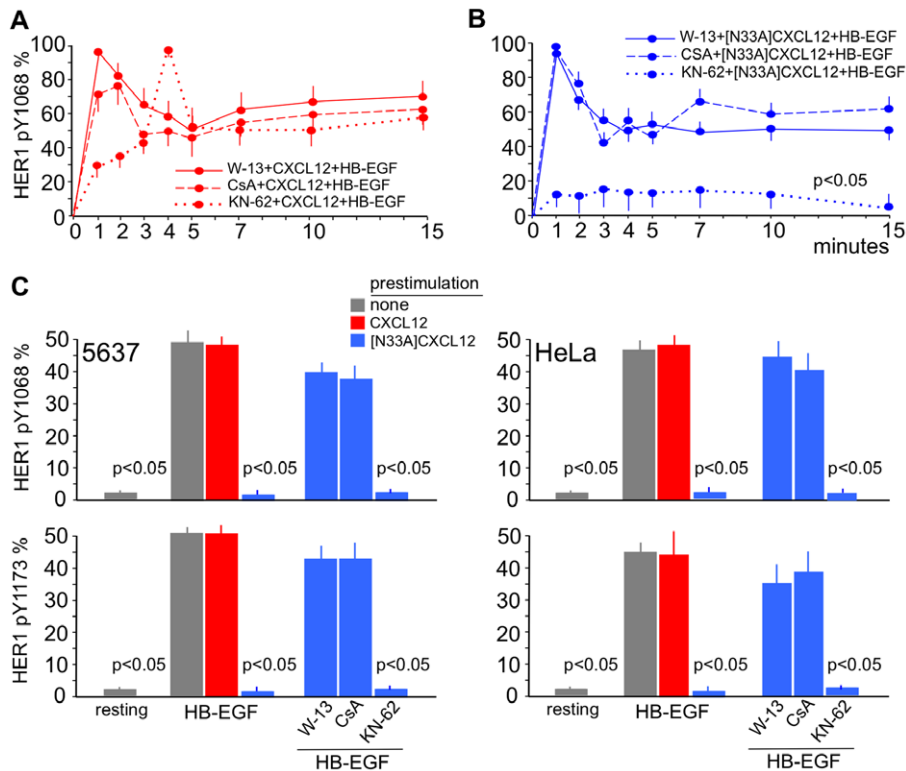 A
HER1 pY1068 %
100
80
60
40
20
0
W-13+CXCL12+HB-EGF
CsA+CXCL12+HB-EGF
KN-62+CXCL12+HB-EGF
0 1 2 3 4 5 7 10 15
B
100
80
60
40
20
0
W-13+[N33A]CXCL12+HB-EGF
CSA+[N33A]CXCL12+HB-EGF
KN-62+[N33A]CXCL12+HB-EGF
p<0.05
0 1 2 3 4 5 7 10 15
minutes
C
prestimulation
none
CXCL12
[N33A]CXCL12
5637
HER1 pY1068 %
50
40
30
20
10
0
p<0.05 p<0.05 p<0.05
HeLa
HER1 pY1068 %
50
40
30
20
10
0
p<0.05 p<0.05 p<0.05
HER1 pY1173 %
50
40
30
20
10
0
p<0.05 p<0.05 p<0.05
resting HB-EGF W-13 CsA KN-62
HB-EGF
HER1 pY1173 %
50
40
30
20
10
0
p<0.05 p<0.05 p<0.05
resting HB-EGF W-13 CsA KN-62
HB-EGF